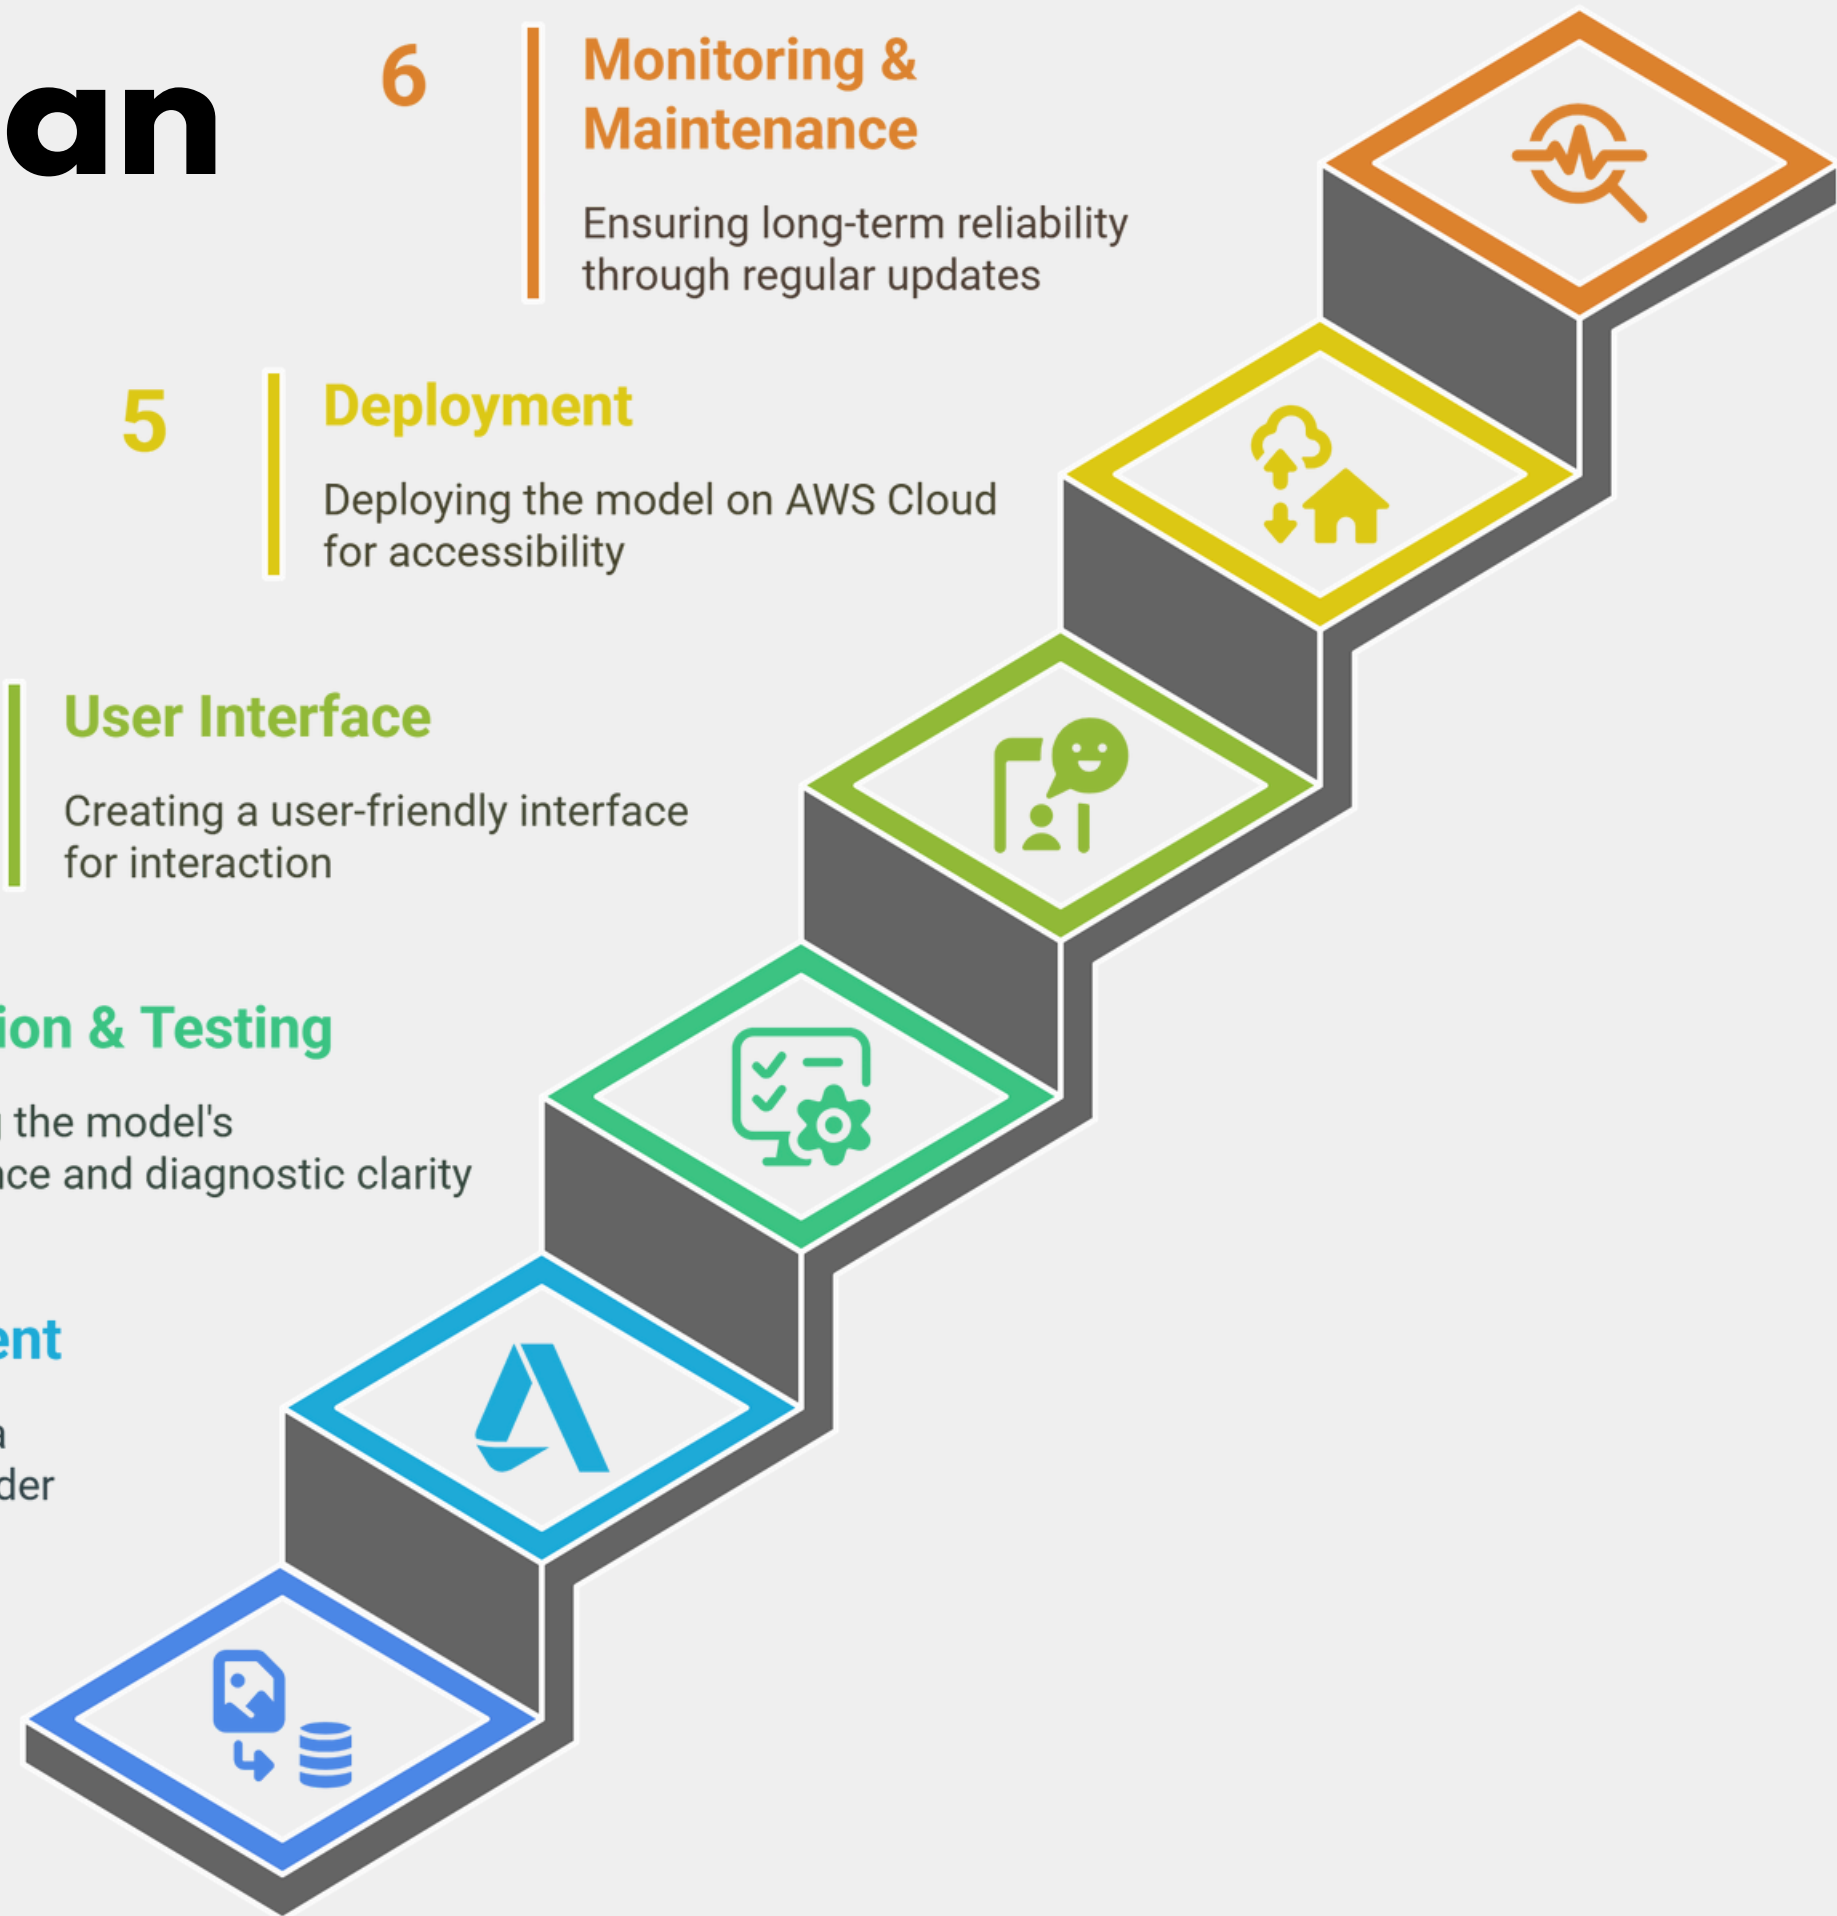 an
6
Monitoring &
Maintenance
Ensuring long-term reliability
through regular updates
5
Deployment
Deploying the model on AWS Cloud
for accessibility
User Interface
Creating a user-friendly interface
for interaction
ion & Testing
the model's
nce and diagnostic clarity
ent
a
der